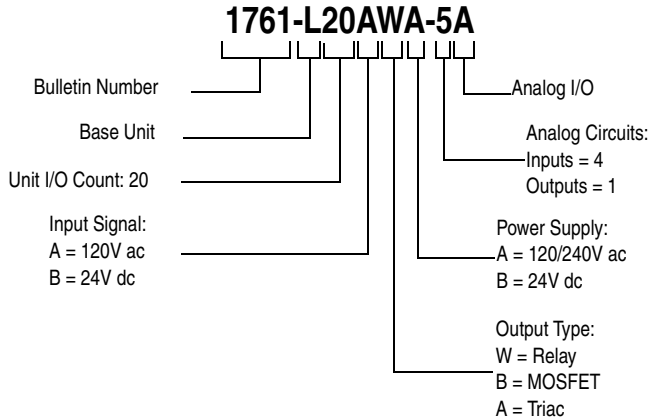 1761-L20AWA-5A
Bulletin Number
Base Unit
Unit I/O Count: 20
Input Signal:
A = 120V ac
B = 24V dc
Analog I/O
Analog Circuits:
Inputs = 4
Outputs = 1
Power Supply:
A = 120/240V ac
B = 24V dc
Output Type:
W = Relay
B = MOSFET
A = Triac